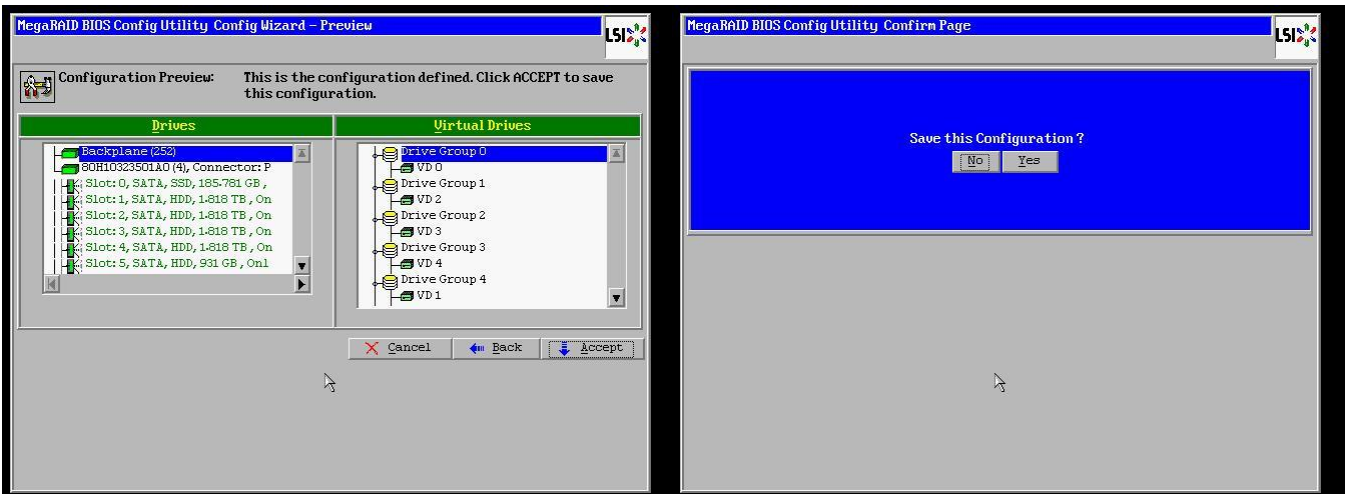 MegaRAID BIOS Config Utility Config Wizard - Preview
LSI
Configuration Preview: This is the configuration defined. Click ACCEPT to save
this configuration.
Drives
Backplane (252)
80H10323501A0 (4), Connector: P
Slot: 0, SATA, SSD, 185.781 GB,
Slot: 1, SATA, HDD, 1.818 TB, On
Slot: 2, SATA, HDD, 1.818 TB, On
Slot: 3, SATA, HDD, 1.818 TB, On
Slot: 4, SATA, HDD, 1.818 TB, On
Slot: 5, SATA, HDD, 931 GB, Onl
Virtual Drives
Drive Group 0
VD 0
Drive Group 1
VD 2
Drive Group 2
VD 3
Drive Group 3
VD 4
Drive Group 4
VD 1
Cancel Back Accept
MegaRAID BIOS Config Utility Confirm Page
LSI
Save this Configuration ?
No Yes